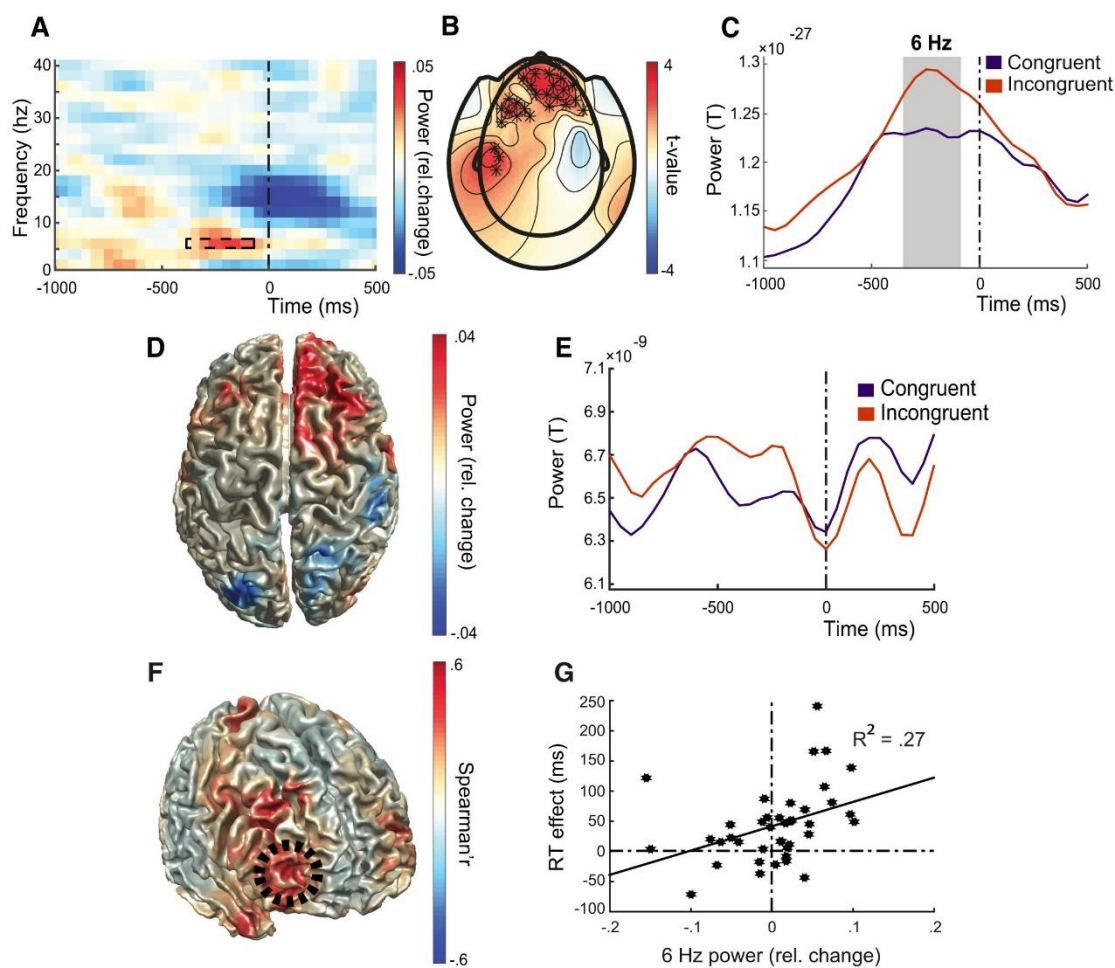 A
40
30
20
10
0
Frequency (hz)
-1000
-500
0
500
Time (ms)
.05
-.05
Power (rel.change)
B
4
-4
t-value
C
×10 -27
6 Hz
Congruent
Incongruent
1.3
1.25
1.2
1.15
1.1
Power (T)
-1000
-500
0
500
Time (ms)
D
.04
-.04
Power (rel. change)
E
×10 -9
7.1
6.9
6.7
6.5
6.3
6.1
Power (T)
Congruent
Incongruent
-1000
-500
0
500
Time (ms)
F
.6
-.6
Spearman'r
G
250
200
150
100
50
0
-50
-100
RT effect (ms)
R² = .27
-.2
-.1
0
.1
.2
6 Hz power (rel. change)